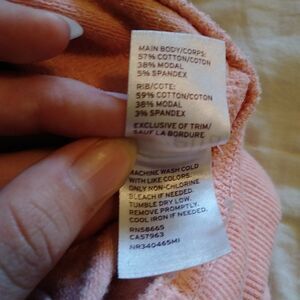 MAIN BODY/CORPS:
57% COTTON/COTON
38% MODAL
5% SPANDEX
RIB/COTE:
59% COTTON/COTON
38% MODAL
3% SPANDEX
EXCLUSIVE OF TRIM/
SAUF LA BORDURE
MACHINE WASH COLD
WITH LIKE COLORS.
ONLY NON-CHLORINE
BLEACH IF NEEDED.
TUMBLE DRY LOW.
REMOVE PROMPTLY.
COOL IRON IF NEEDED.
RN58665
CA57963
NR340465MI